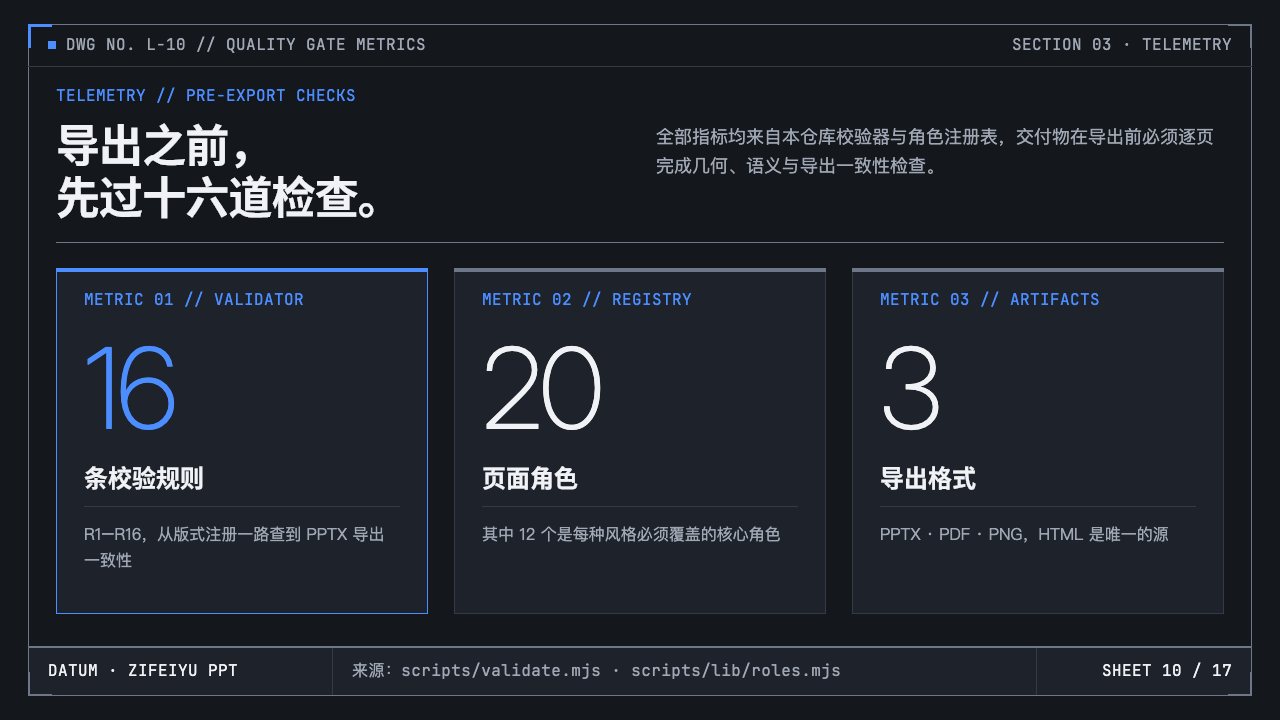 DWG NO. L-10 // QUALITY GATE METRICS
SECTION 03 · TELEMETRY
TELEMETRY // PRE-EXPORT CHECKS
导出之前，
先过十六道检查。
全部指标均来自本仓库校验器与角色注册表，交付物在导出前必须逐页
完成几何、语义与导出一致性检查。
METRIC 01 // VALIDATOR
16
条校验规则
R1—R16，从版式注册一路查到 PPTX 导出
一致性
METRIC 02 // REGISTRY
20
页面角色
其中 12 个是每种风格必须覆盖的核心角色
METRIC 03 // ARTIFACTS
3
导出格式
PPTX · PDF · PNG，HTML 是唯一的源
DATUM · ZIFEIYU PPT
来源：scripts/validate.mjs · scripts/lib/roles.mjs
SHEET 10 / 17